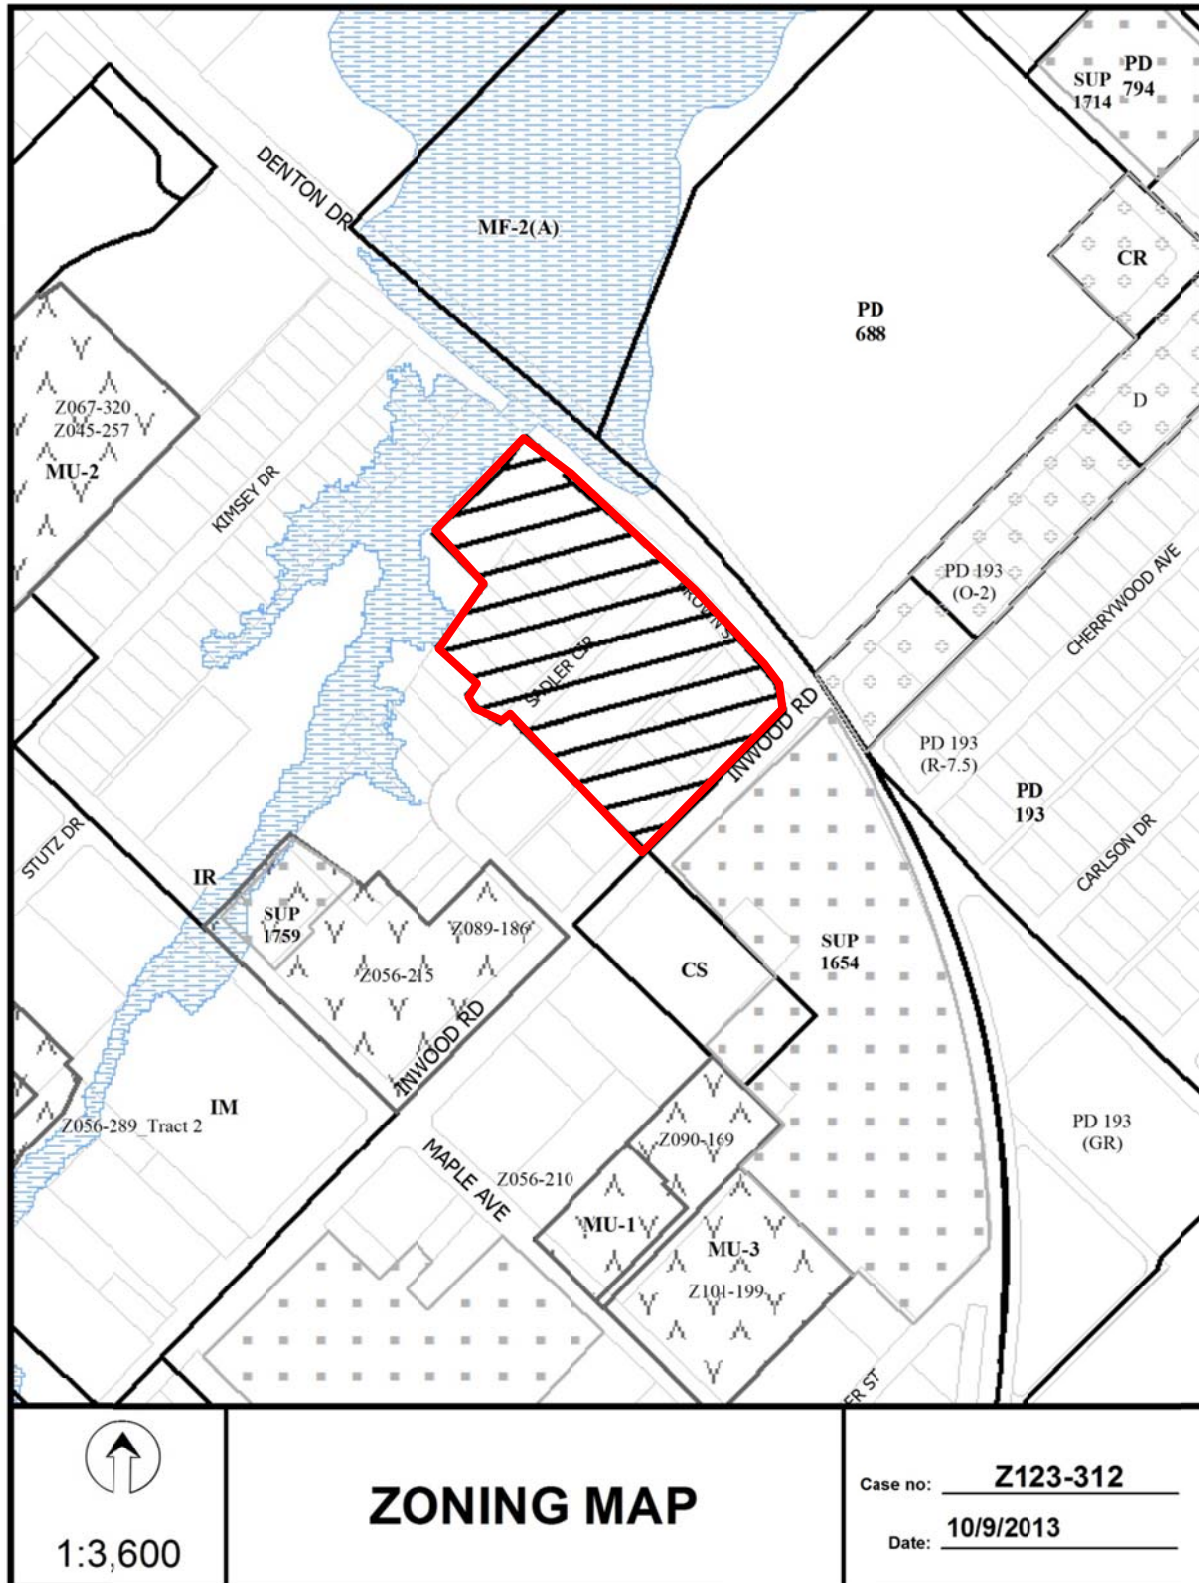 PD
SUP 794
1714
DENTON DR
MF-2(A)
CR
PD
688
D
Z067-320
Z045-257
MU-2
KIMSEY DR
PD 193
(O-2)
CHERRYWOOD AVE
SADLER CIR
INWOOD RD
PD 193
(R-7.5)
PD
193
CARLSON DR
STUTZ DR
IR
SUP
1759
Z089-186
Z056-215
SUP
1654
CS
INWOOD RD
IM
Z056-289_Tract 2
PD 193
(GR)
Z090-169
MAPLE AVE
Z056-210
MU-1
MU-3
Z101-199
ER ST
1:3,600
ZONING MAP
Case no: Z123-312
Date: 10/9/2013